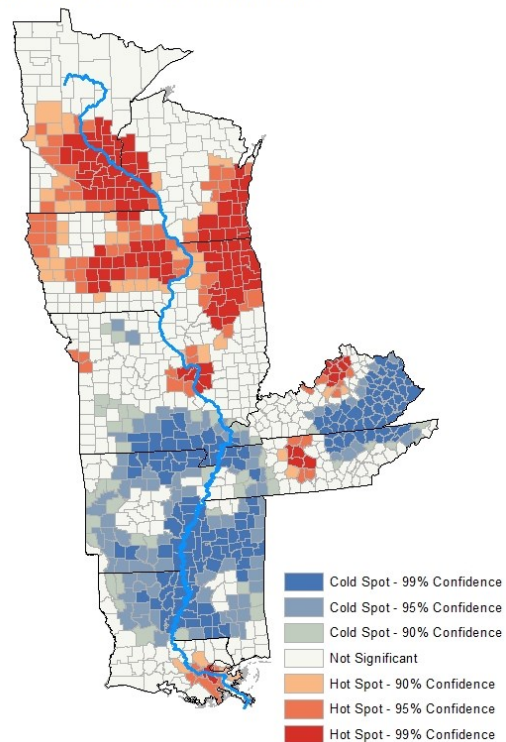 Cold Spot - 99% Confidence
Cold Spot - 95% Confidence
Cold Spot - 90% Confidence
Not Significant
Hot Spot - 90% Confidence
Hot Spot - 95% Confidence
Hot Spot - 99% Confidence